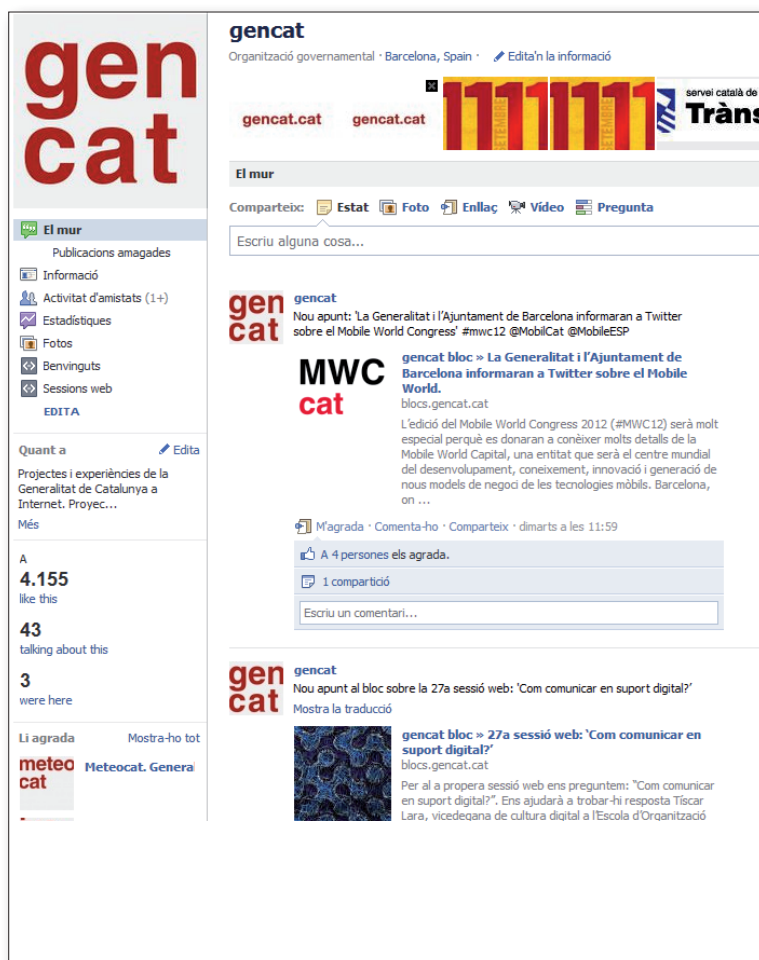 gen
cat
gencat
Organització governamental · Barcelona, Spain · Edita'n la informació
gencat.cat
gencat.cat
11
SETEMBRE
11
SETEMBRE
servei català de
Tràns
El mur
Comparteix: Estat Foto Enllaç Vídeo Pregunta
Escriu alguna cosa...
El mur
Publicacions amagades
Informació
Activitat d'amistats (1+)
Estadístiques
Fotos
Benvinguts
Sessions web
EDITA
Quant a Edita
Projectes i experiències de la
Generalitat de Catalunya a
Internet. Proyec...
Més
A
4.155
like this
43
talking about this
3
were here
Li agrada Mostra-ho tot
meteo
cat
Meteocat. General
gen
cat
gencat
Nou apunt: 'La Generalitat i l'Ajuntament de Barcelona informaran a Twitter
sobre el Mobile World Congress' #mwc12 @MobilCat @MobileESP
MWC
cat
gencat bloc » La Generalitat i l'Ajuntament de
Barcelona informaran a Twitter sobre el Mobile
World.
blocs.gencat.cat
L'edició del Mobile World Congress 2012 (#MWC12) serà molt
especial perquè es donaran a conèixer molts detalls de la
Mobile World Capital, una entitat que serà el centre mundial
del desenvolupament, coneixement, innovació i generació de
nous models de negoci de les tecnologies mòbils. Barcelona,
on ...
M'agrada · Comenta-ho · Comparteix · dimarts a les 11:59
A 4 persones els agrada.
1 compartició
Escriu un comentari...
gen
cat
gencat
Nou apunt al bloc sobre la 27a sessió web: 'Com comunicar en suport digital?'
Mostra la traducció
gencat bloc » 27a sessió web: 'Com comunicar en
suport digital?'
blocs.gencat.cat
Per al a propera sessió web ens preguntem: "Com comunicar
en suport digital?". Ens ajudarà a trobar-hi resposta Tíscar
Lara, vicedegana de cultura digital a l'Escola d'Organització